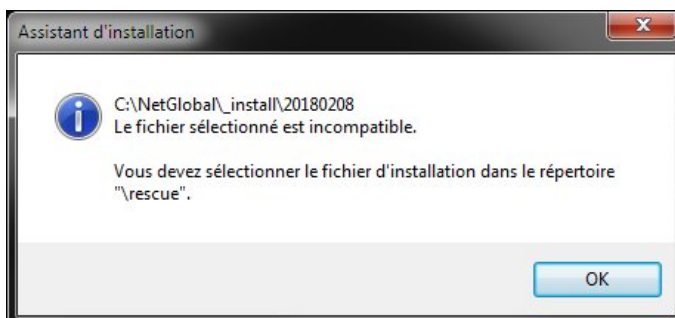 Assistant d'installation
C:\NetGlobal\_install\20180208
Le fichier sélectionné est incompatible.
Vous devez sélectionner le fichier d'installation dans le répertoire
"\rescue".
OK